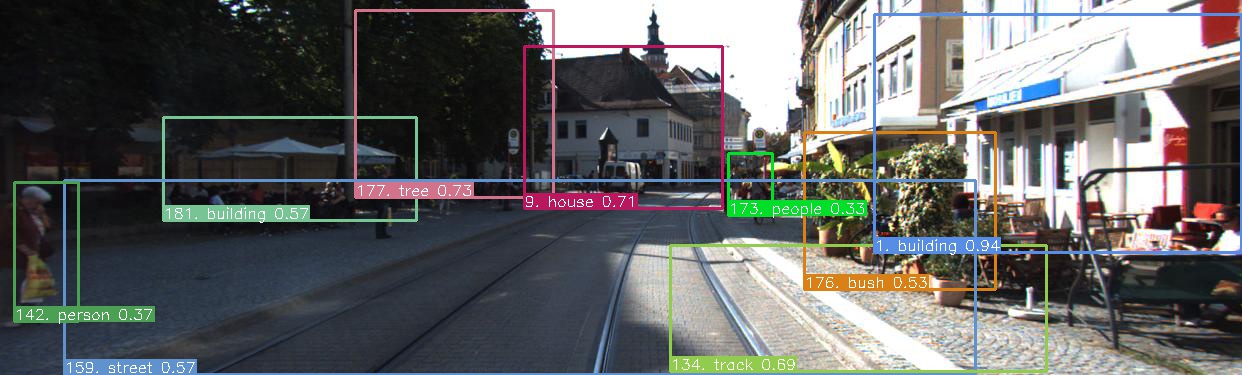 177. tree 0.73
181. building 0.57
9. house 0.71
173. people 0.33
1. building 0.94
176. bush 0.53
142. person 0.37
134. track 0.69
159. street 0.57